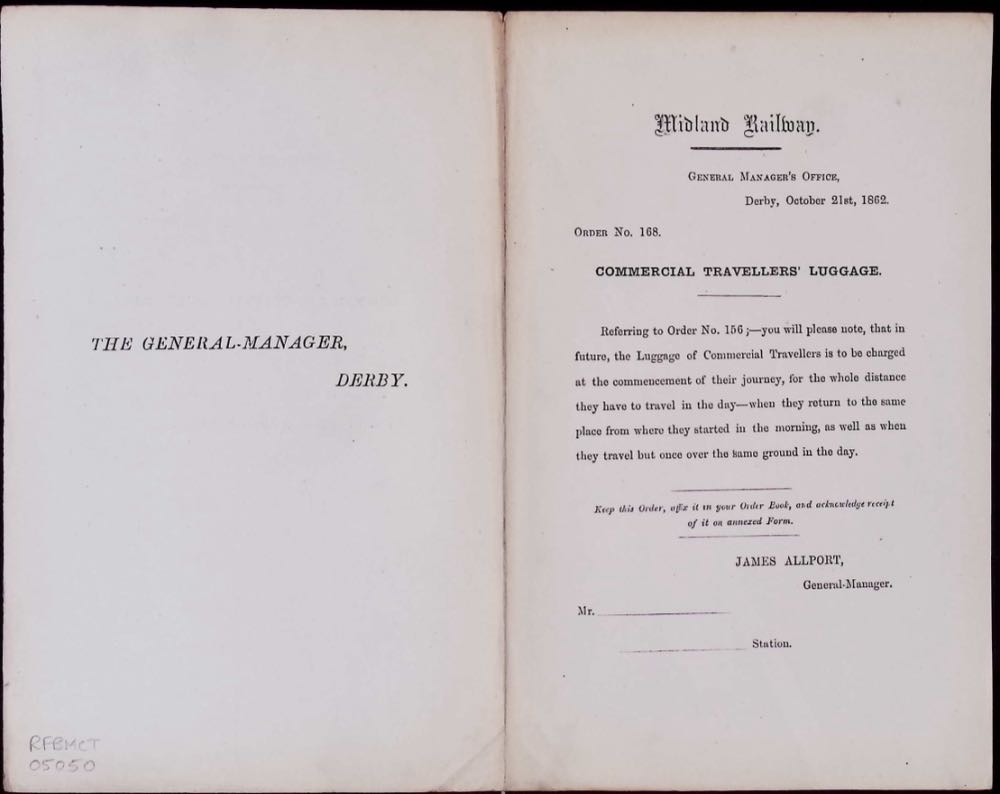 THE GENERAL-MANAGER,
DERBY.
RFBMCT
05050
Midland Railway.
GENERAL MANAGER'S OFFICE,
Derby, October 21st, 1862.
ORDER No. 168.
COMMERCIAL TRAVELLERS' LUGGAGE.
Referring to Order No. 156 ;—you will please note, that in
future, the Luggage of Commercial Travellers is to be charged
at the commencement of their journey, for the whole distance
they have to travel in the day—when they return to the same
place from where they started in the morning, as well as when
they travel but once over the same ground in the day.
Keep this Order, affix it in your Order Book, and acknowledge receipt
of it on annexed Form.
JAMES ALLPORT,
General-Manager.
Mr.
Station.